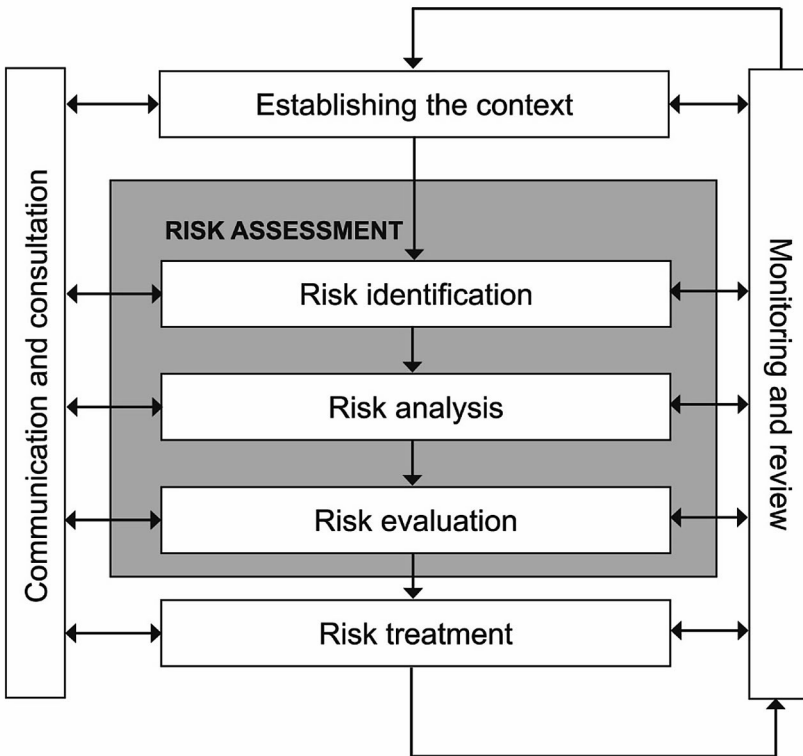 Establishing the context
Communication and consultation
RISK ASSESSMENT
Risk identification
Risk analysis
Risk evaluation
Risk treatment
Monitoring and review